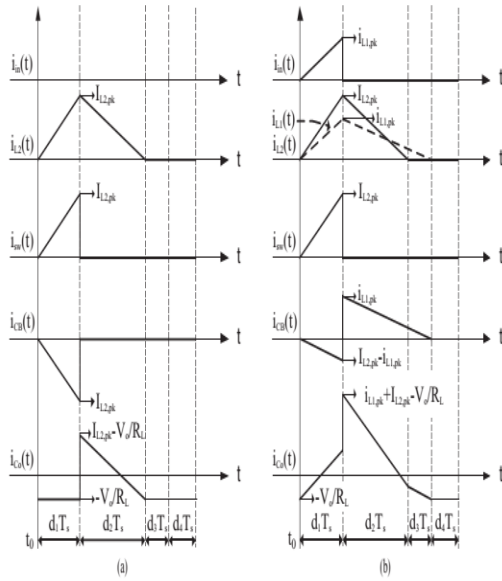 i_in(t)
t
I_L2,pk
i_L2(t)
t
I_L2,pk
i_sw(t)
t
i_CB(t)
t
I_L2,pk
I_L2,pk-V_o/R_L
i_Co(t)
t
-V_o/R_L
d_1T_s d_2T_s d_3T_s d_4T_s
t_0
(a)
i_in(t)
i_L1,pk
t
I_L2,pk
i_L1(t)
i_L1,pk
i_L2(t)
t
I_L2,pk
i_sw(t)
t
i_L1,pk
i_CB(t)
t
I_L2,pk-i_L1,pk
i_L1,pk+I_L2,pk-V_o/R_L
i_Co(t)
t
-V_o/R_L
d_1T_s d_2T_s d_3T_s d_4T_s
t_0
(b)